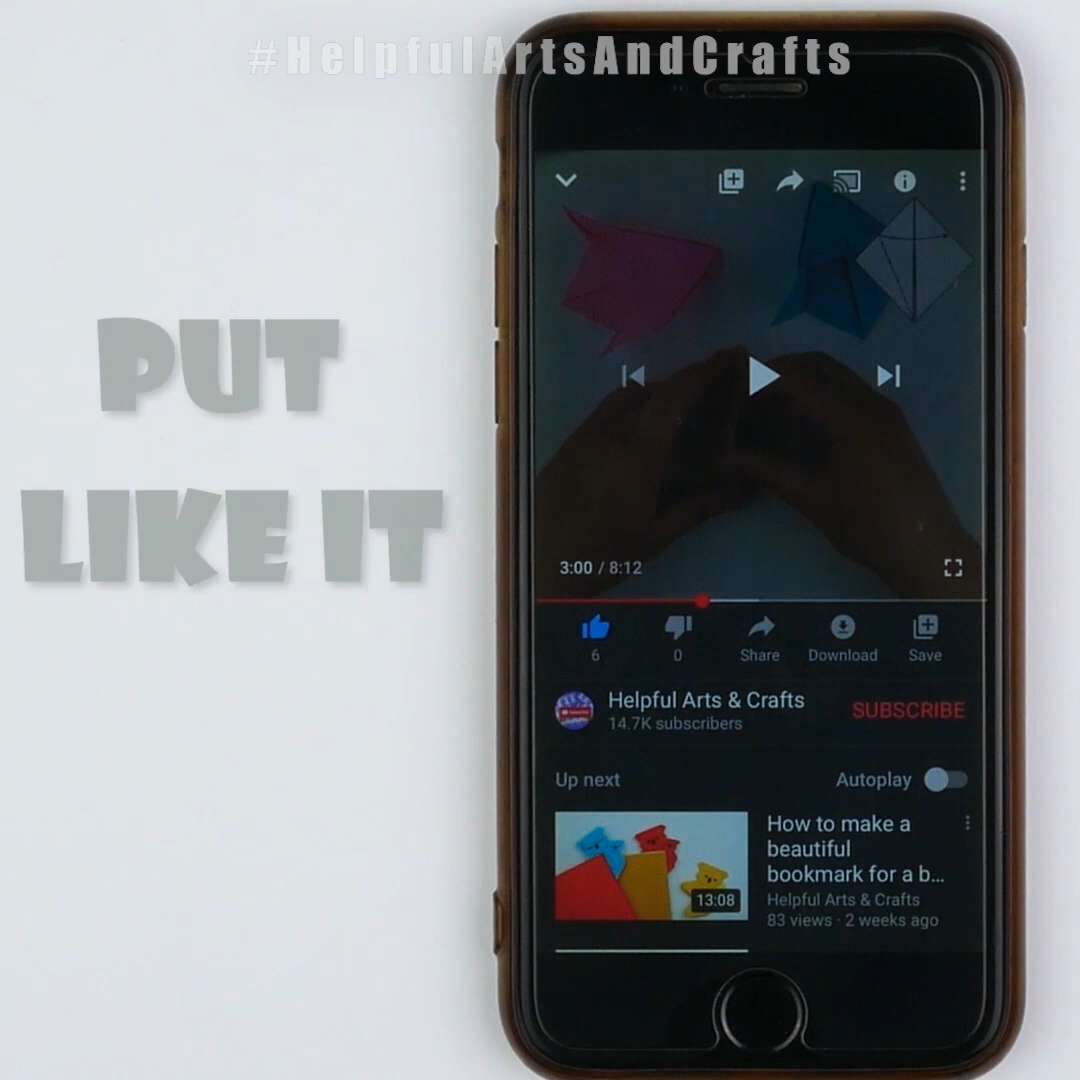 #HelpfulArtsAndCrafts
PUT
LIKE IT
3:00 / 8:12
6
0
Share
Download
Save
Helpful Arts & Crafts
14.7K subscribers
SUBSCRIBE
Up next
Autoplay
13:08
How to make a
beautiful
bookmark for a b...
Helpful Arts & Crafts
83 views · 2 weeks ago